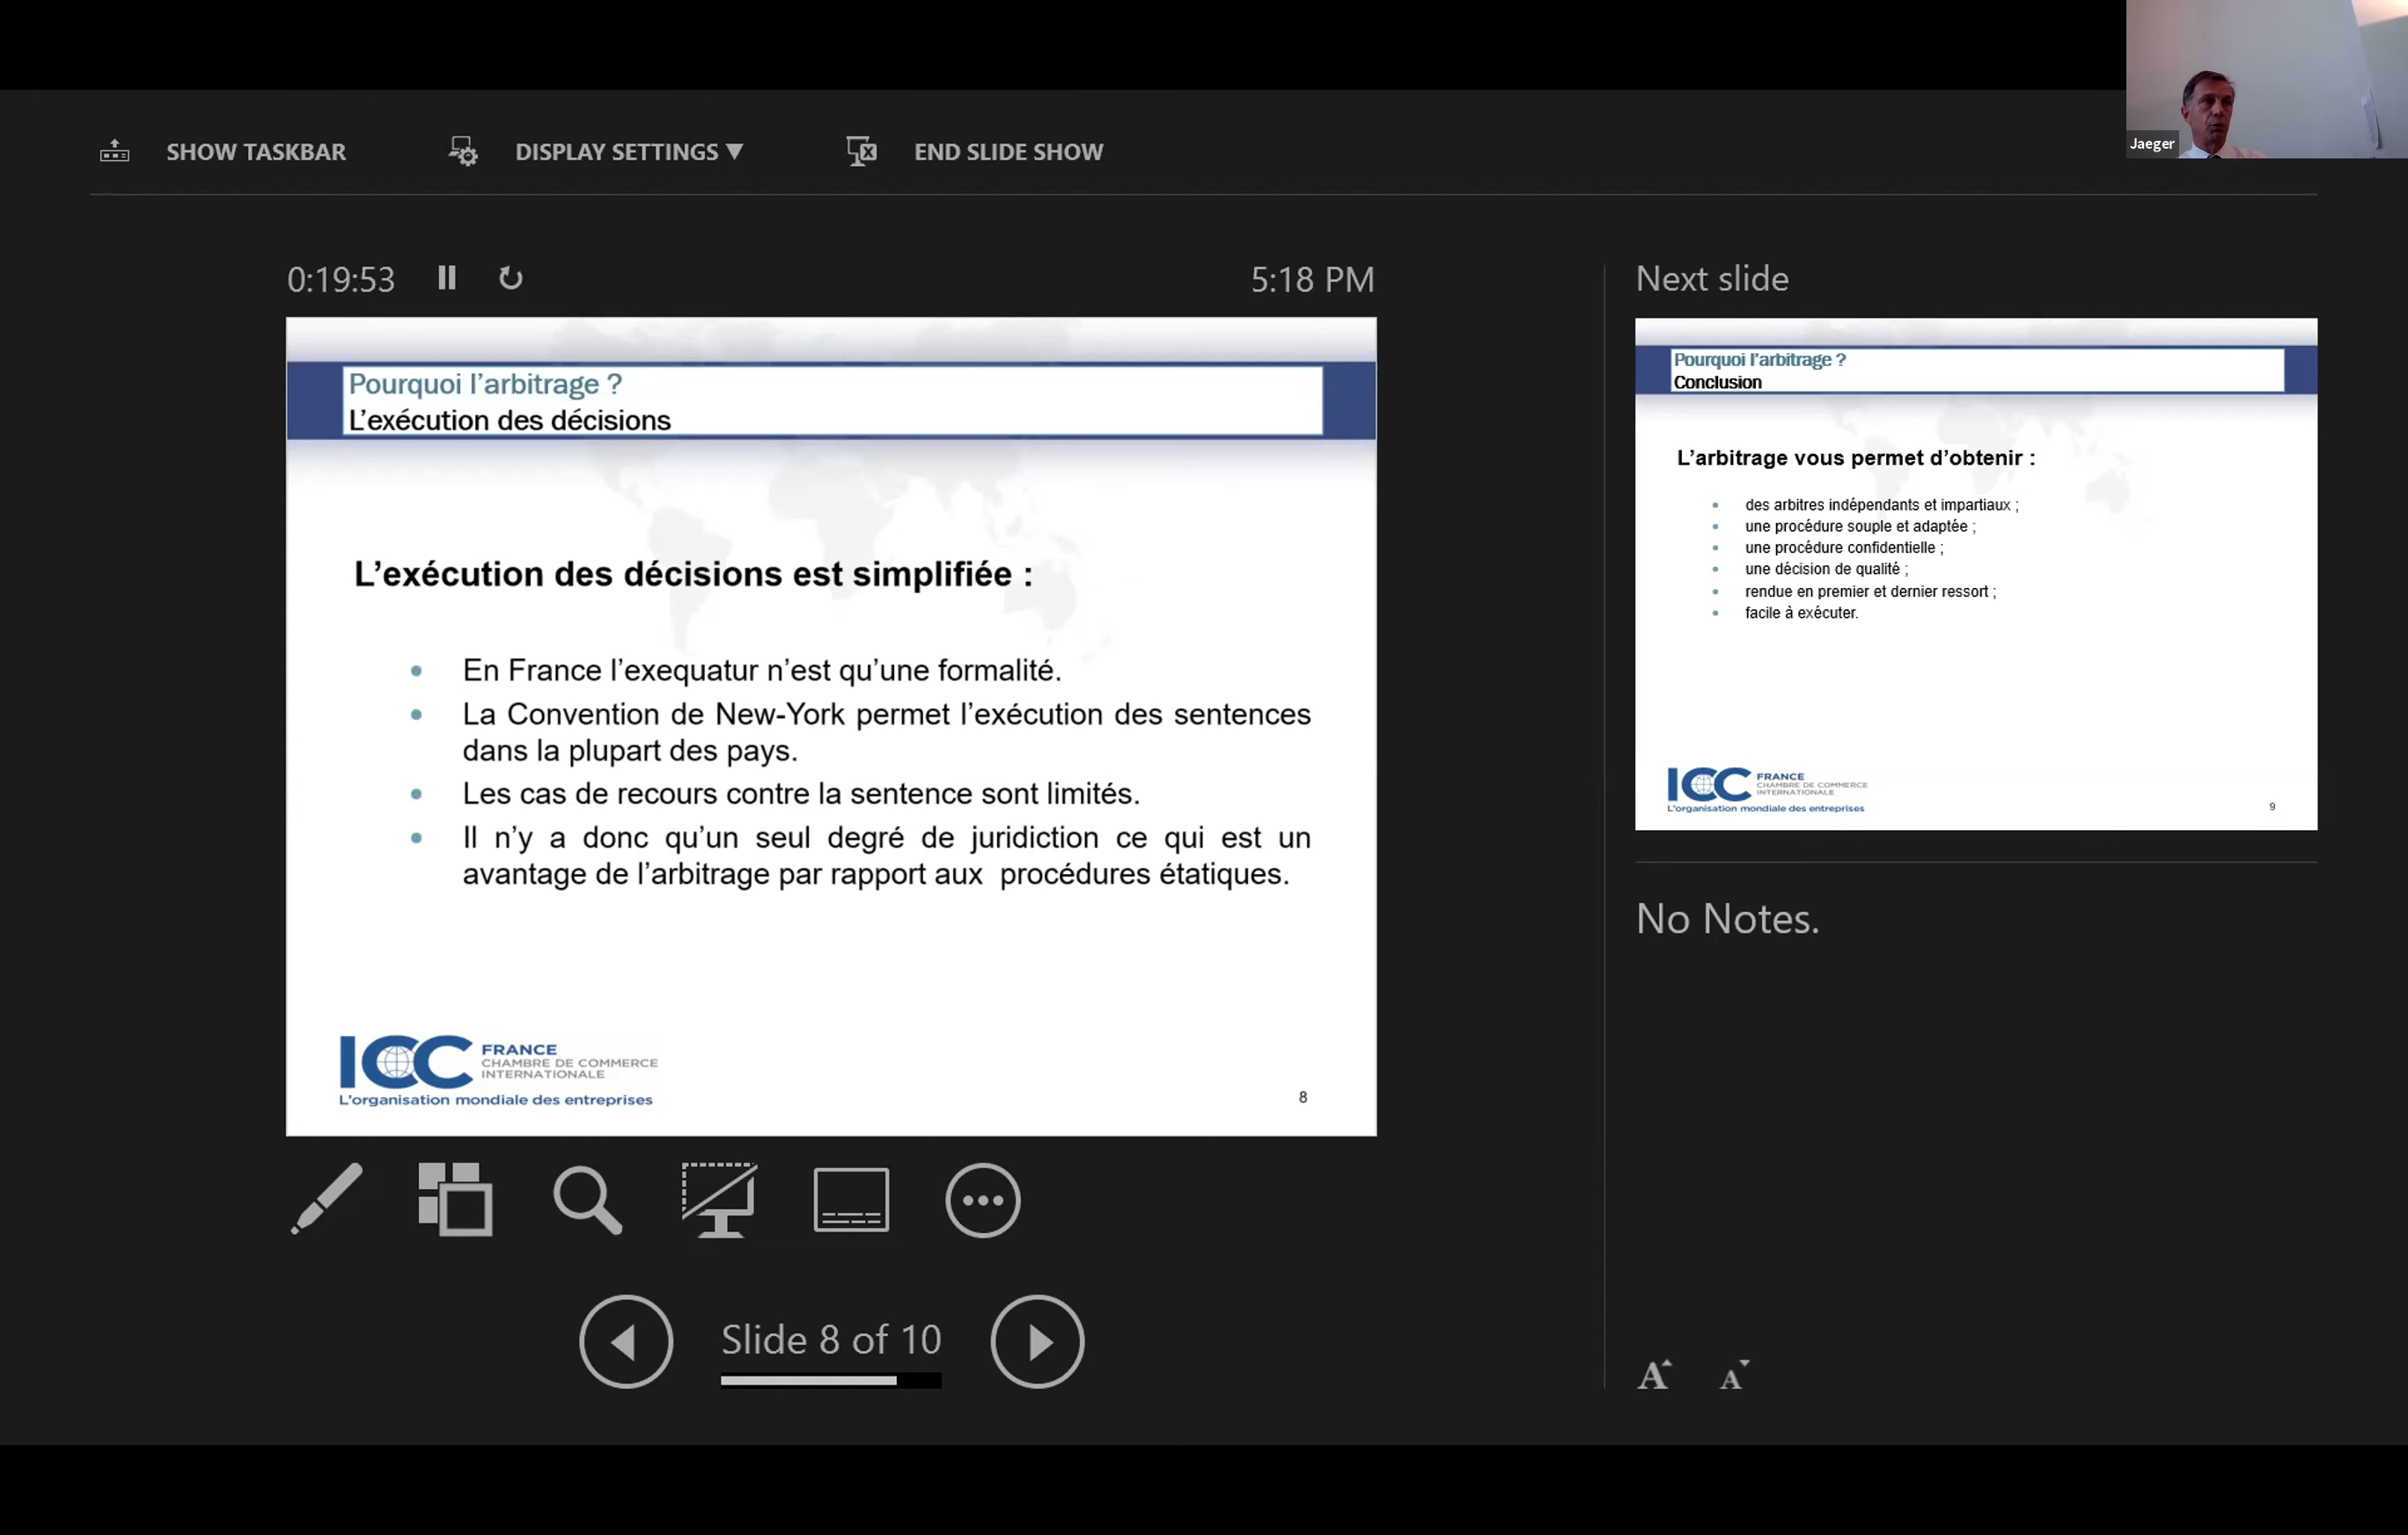 Jaeger
SHOW TASKBAR
DISPLAY SETTINGS ▼
END SLIDE SHOW
0:19:53
5:18 PM
Pourquoi l’arbitrage ?
L’exécution des décisions
L’exécution des décisions est simplifiée :
• En France l’exequatur n’est qu’une formalité.
• La Convention de New-York permet l’exécution des sentences
dans la plupart des pays.
• Les cas de recours contre la sentence sont limités.
• Il n’y a donc qu’un seul degré de juridiction ce qui est un
avantage de l’arbitrage par rapport aux procédures étatiques.
ICC FRANCE
CHAMBRE DE COMMERCE
INTERNATIONALE
L'organisation mondiale des entreprises
8
Slide 8 of 10
Next slide
Pourquoi l’arbitrage ?
Conclusion
L’arbitrage vous permet d’obtenir :
• des arbitres indépendants et impartiaux ;
• une procédure souple et adaptée ;
• une procédure confidentielle ;
• une décision de qualité ;
• rendue en premier et dernier ressort ;
• facile à exécuter.
ICC FRANCE
CHAMBRE DE COMMERCE
INTERNATIONALE
L'organisation mondiale des entreprises
9
No Notes.
A A